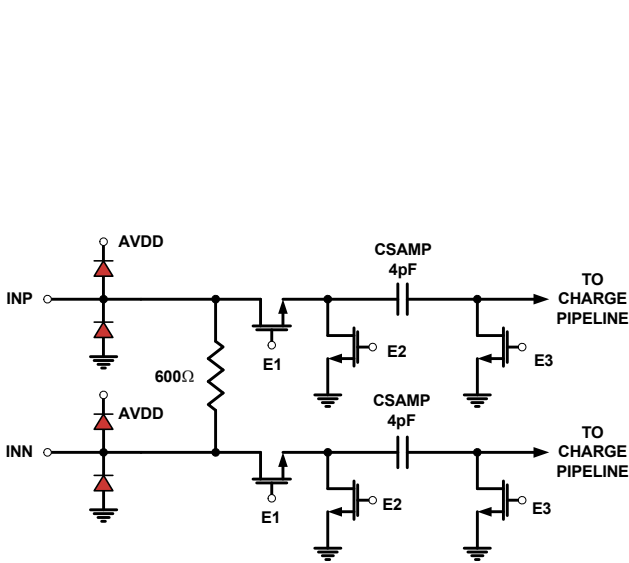 AVDD
CSAMP
4pF
INP
TO
CHARGE
PIPELINE
E1
E2
E3
600Ω
AVDD
CSAMP
4pF
INN
TO
CHARGE
PIPELINE
E1
E2
E3